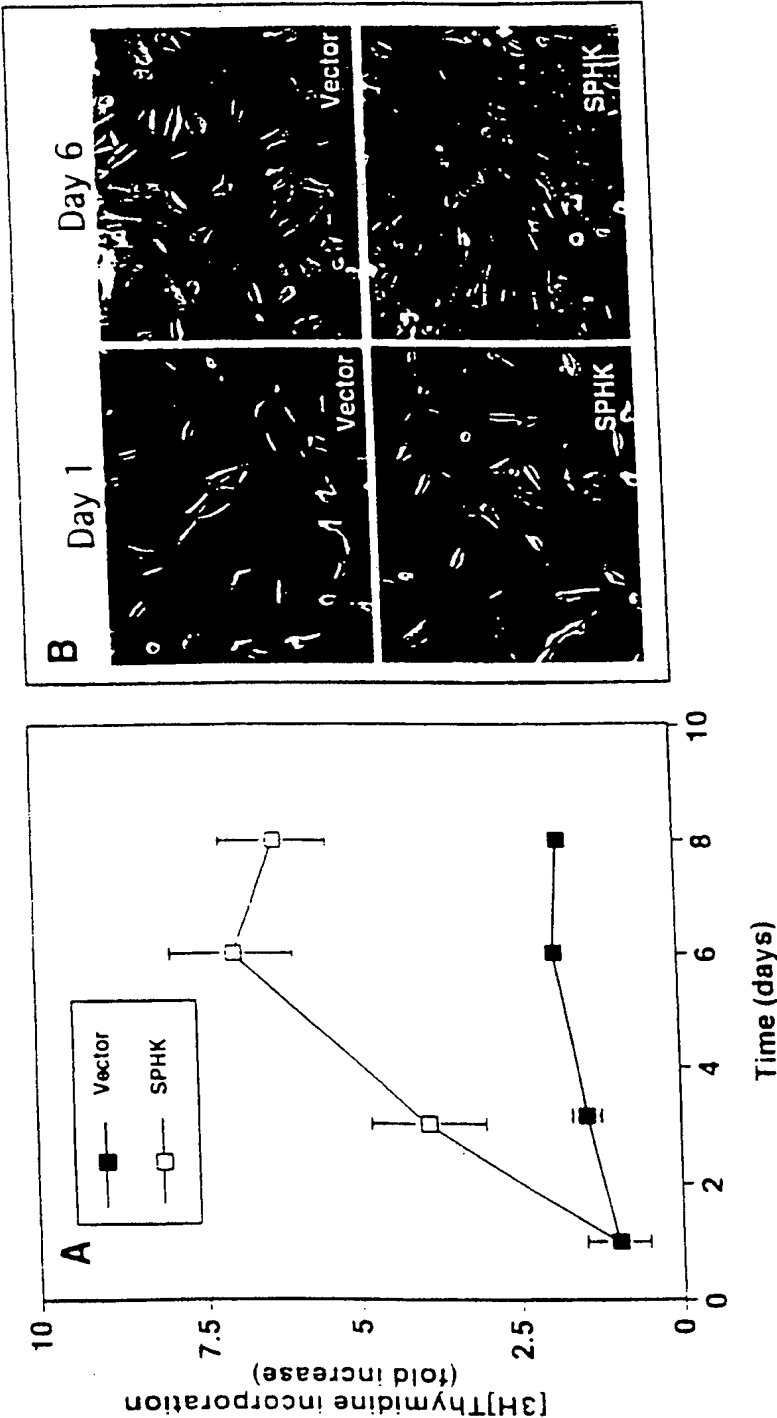 A
Vector
SPHK
10
7.5
5
2.5
0
[3H]Thymidine incorporation
(fold increase)
0
2
4
6
8
10
Time (days)
B
Day 1
Day 6
Vector
Vector
SPHK
SPHK